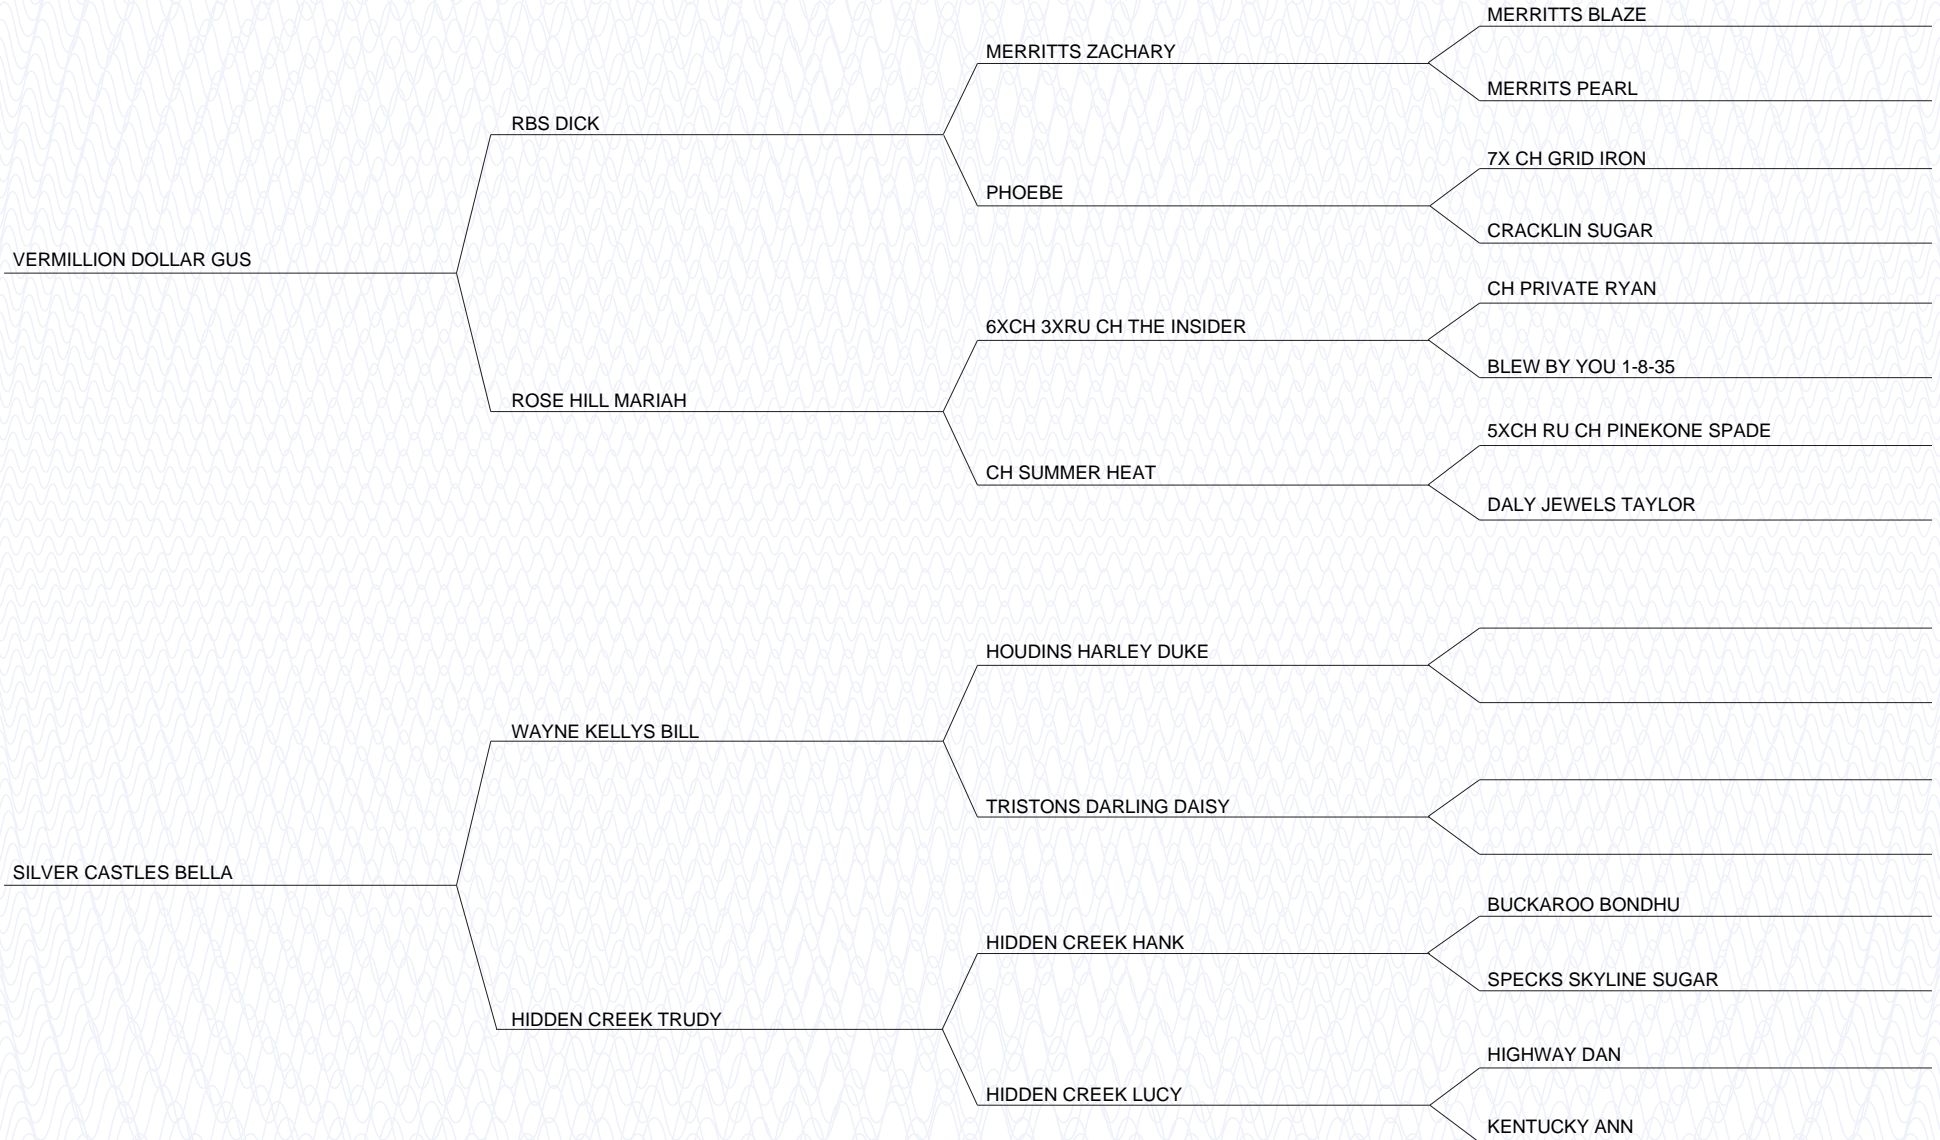 MERRITTS BLAZE
MERRITTS ZACHARY
MERRITS PEARL
RBS DICK
7X CH GRID IRON
PHOEBE
CRACKLIN SUGAR
VERMILLION DOLLAR GUS
CH PRIVATE RYAN
6XCH 3XRU CH THE INSIDER
BLEW BY YOU 1-8-35
ROSE HILL MARIAH
5XCH RU CH PINEKONE SPADE
CH SUMMER HEAT
DALY JEWELS TAYLOR
HOUDINS HARLEY DUKE
WAYNE KELLYS BILL
TRISTONS DARLING DAISY
SILVER CASTLES BELLA
BUCKAROO BONDHU
HIDDEN CREEK HANK
SPECKS SKYLINE SUGAR
HIDDEN CREEK TRUDY
HIGHWAY DAN
HIDDEN CREEK LUCY
KENTUCKY ANN